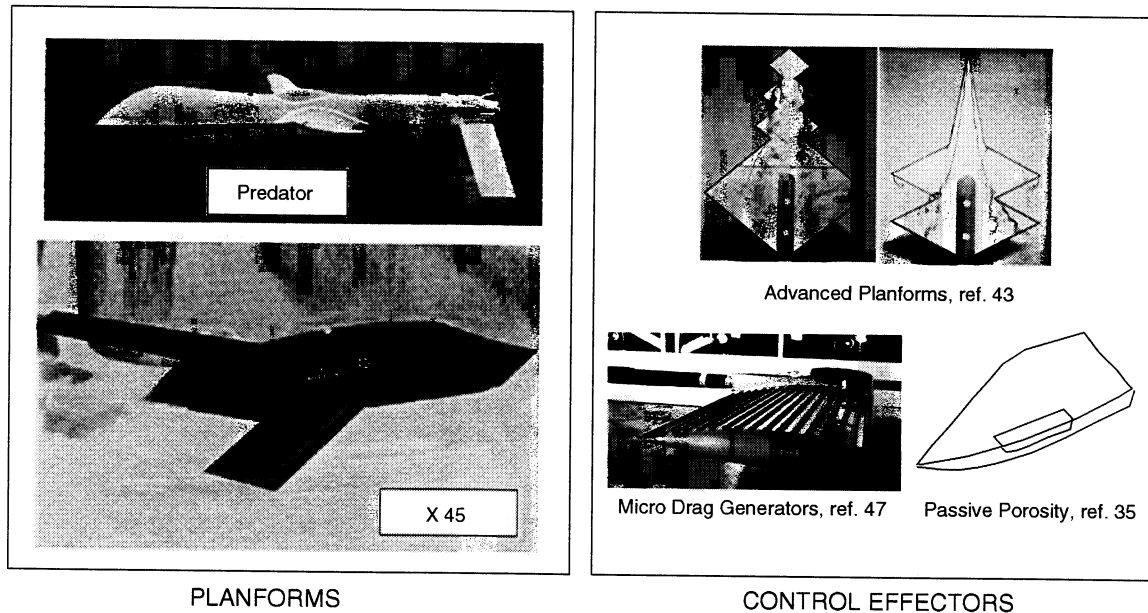 Predator
X 45
PLANFORMS
Advanced Planforms, ref. 43
Micro Drag Generators, ref. 47
Passive Porosity, ref. 35
CONTROL EFFECTORS